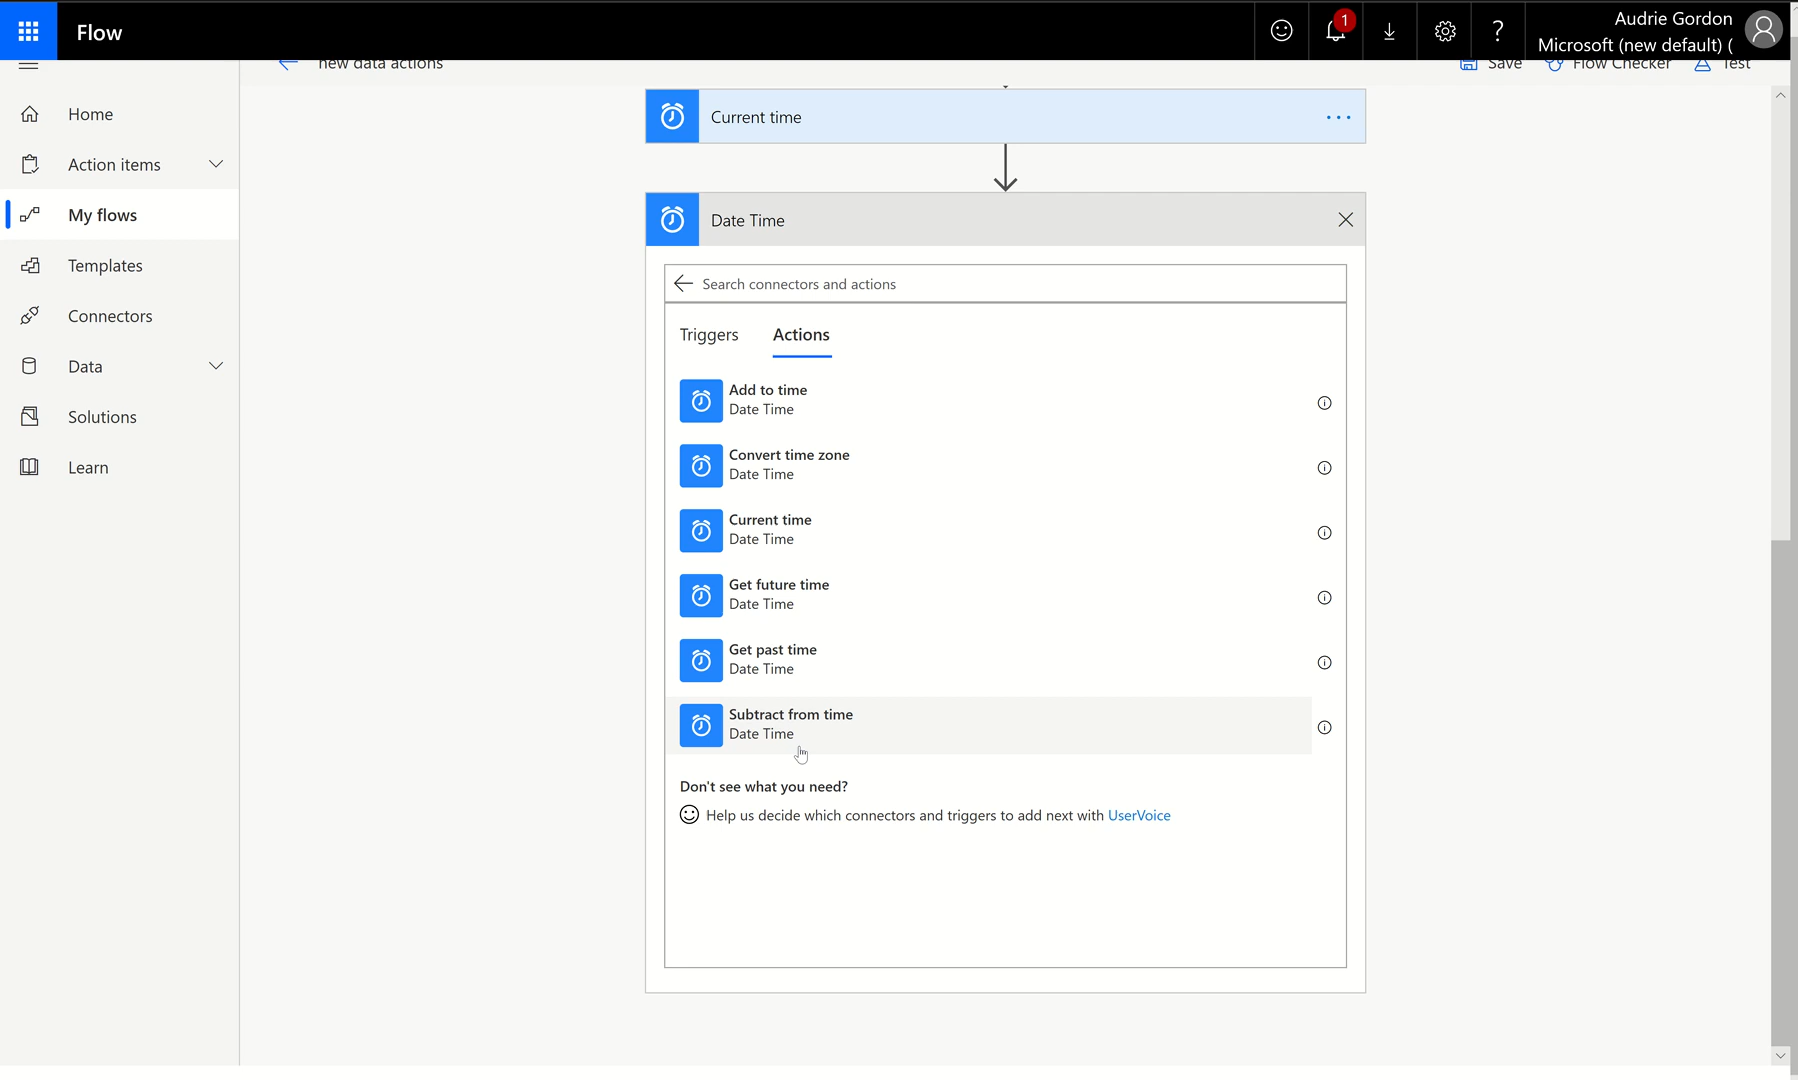 Flow
1
Audrie Gordon
Microsoft (new default) (
?
new data actions
Save
Flow Checker
Test
Home
Action items
My flows
Templates
Connectors
Data
Solutions
Learn
Current time
Date Time
Search connectors and actions
Triggers
Actions
Add to time
Date Time
Convert time zone
Date Time
Current time
Date Time
Get future time
Date Time
Get past time
Date Time
Subtract from time
Date Time
Don't see what you need?
Help us decide which connectors and triggers to add next with UserVoice